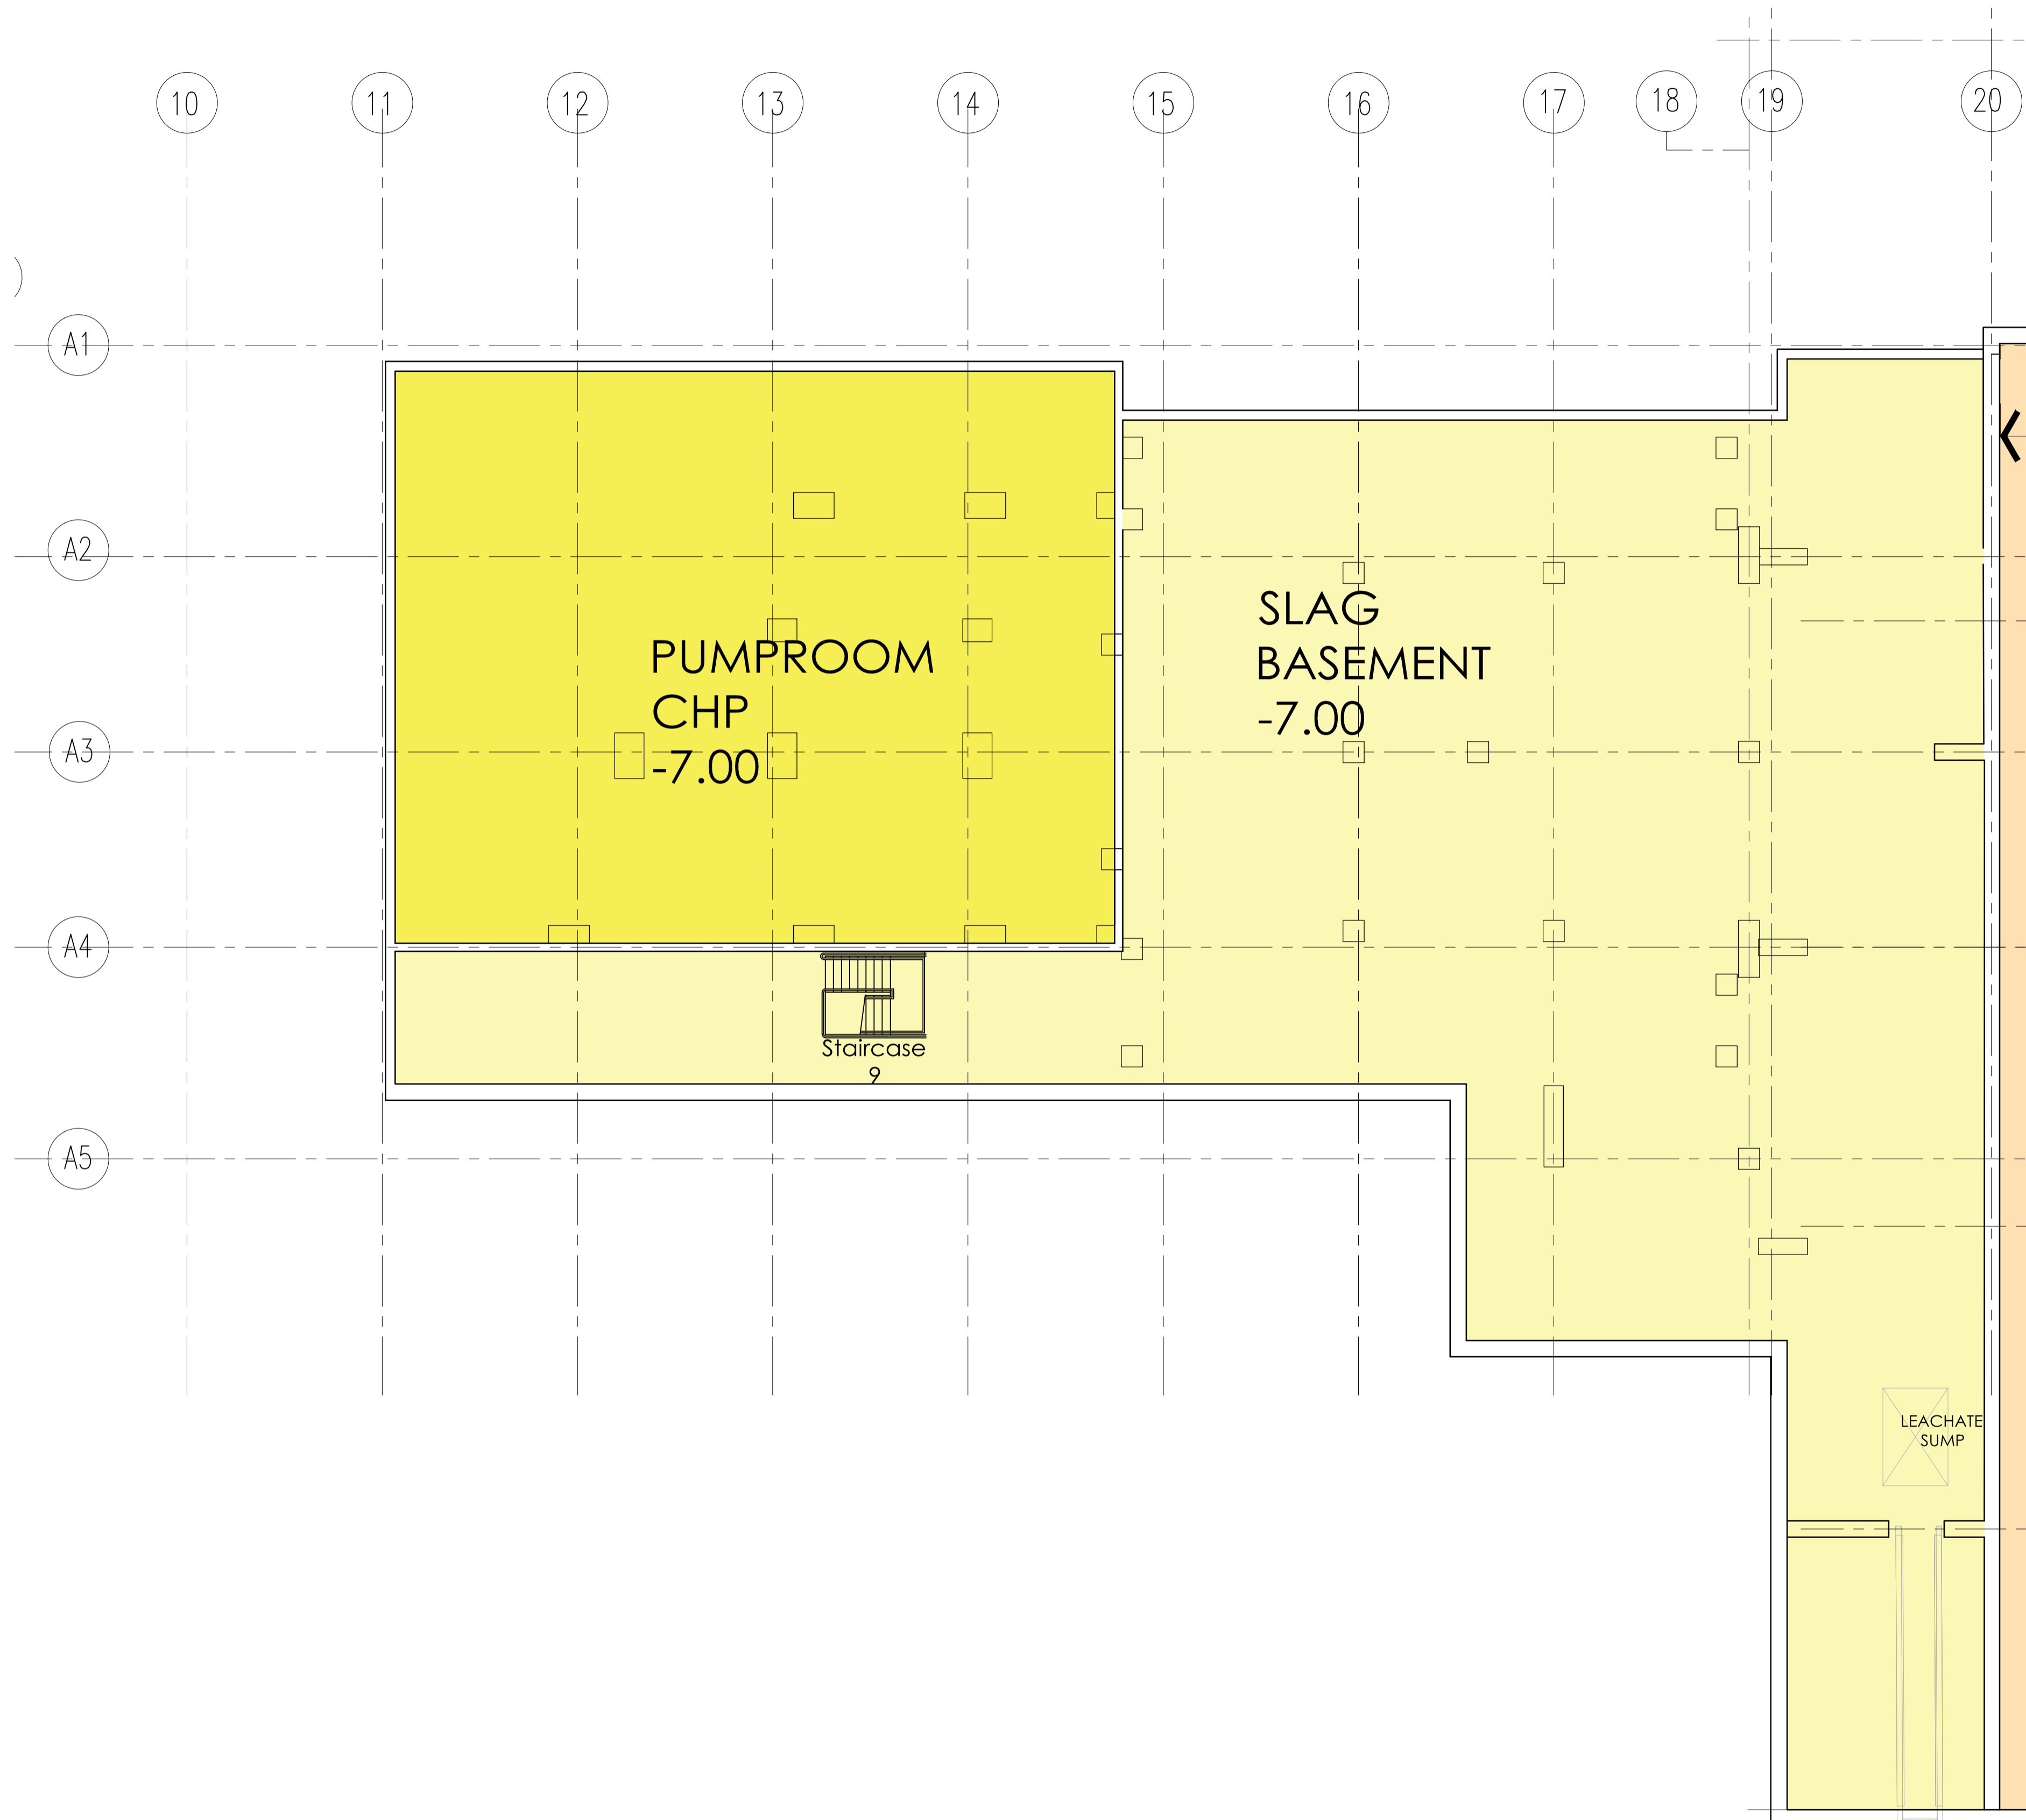 10 11 12 13 14 15 16 17 18 19 20
A1
A2
A3
A4
A5
PUMPROOM
CHP
-7.00
SLAG
BASEMENT
-7.00
Staircase
9
LEACHATE
SUMP